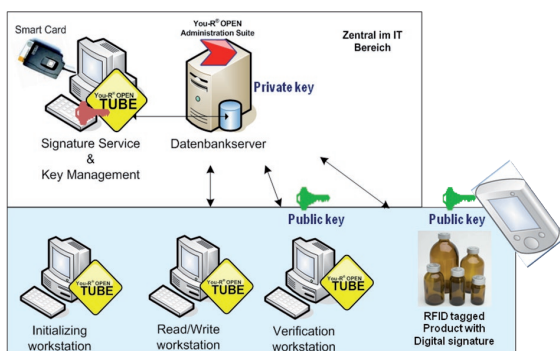 Smart Card
You-R® OPEN
Administration Suite
Zentral im IT
Bereich
Private key
You-R® OPEN
TUBE
Signature Service
&
Key Management
Datenbankserver
Public key
Public key
You-R® OPEN
TUBE
Initializing
workstation
You-R® OPEN
TUBE
Read/Write
workstation
You-R® OPEN
TUBE
Verification
workstation
RFID tagged
Product with
Digital signature